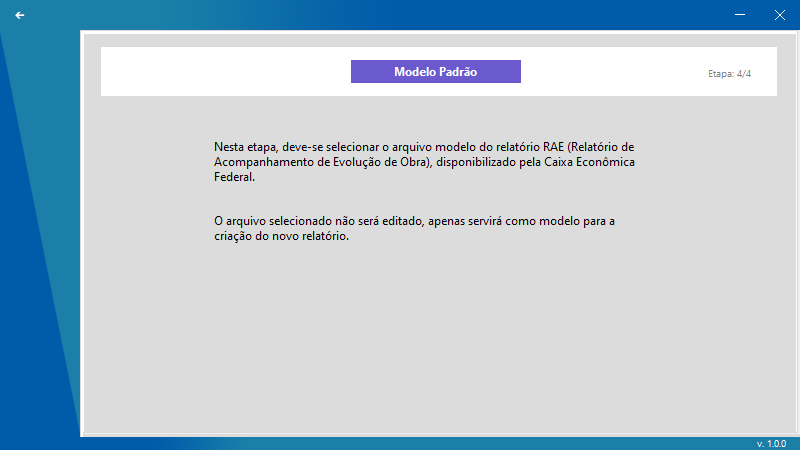 Modelo Padrão
Etapa: 4/4
Nesta etapa, deve-se selecionar o arquivo modelo do relatório RAE (Relatório de
Acompanhamento de Evolução de Obra), disponibilizado pela Caixa Econômica
Federal.
O arquivo selecionado não será editado, apenas servirá como modelo para a
criação do novo relatório.
v. 1.0.0